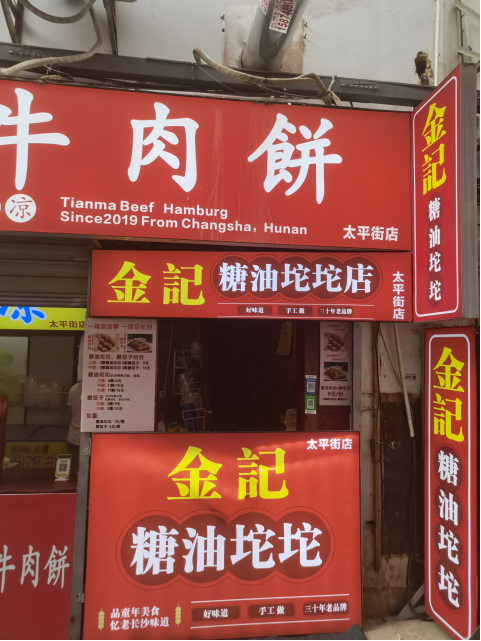 牛肉餅
凉
Tianma Beef Hamburg
Since2019 From Changsha, Hunan
太平街店
金記
糖油坨坨
金記
糖油坨坨店
太平街店
好味道
手工做
三十年老品牌
太平街店
太平街店
金記
糖油坨坨
品童年美食
忆老长沙味道
好味道
手工做
三十年老品牌
金記
糖油坨坨
牛肉餅